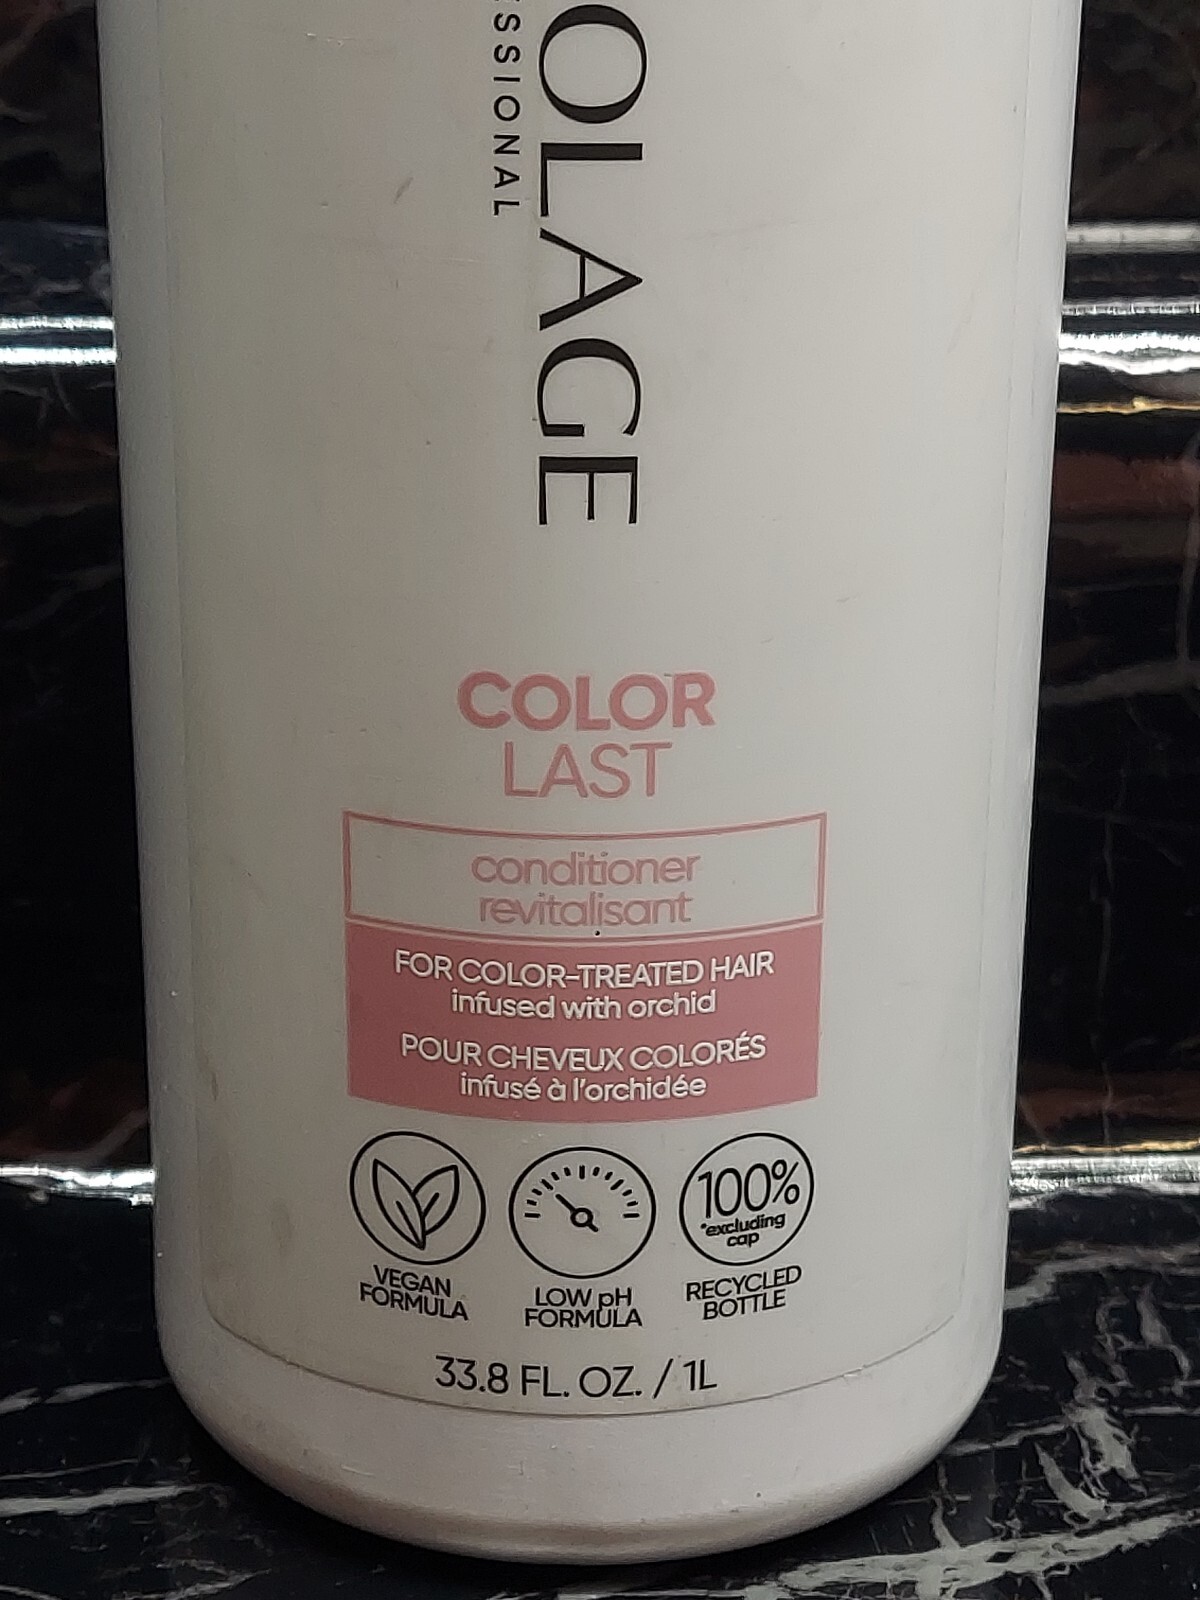 OLAGE
SSIONAL
COLOR
LAST
conditioner
revitalisant
FOR COLOR-TREATED HAIR
infused with orchid
POUR CHEVEUX COLORÉS
infusé à l'orchidée
100%
*excluding
cap
VEGAN
FORMULA
LOW pH
FORMULA
RECYCLED
BOTTLE
33.8 FL. OZ. / 1L